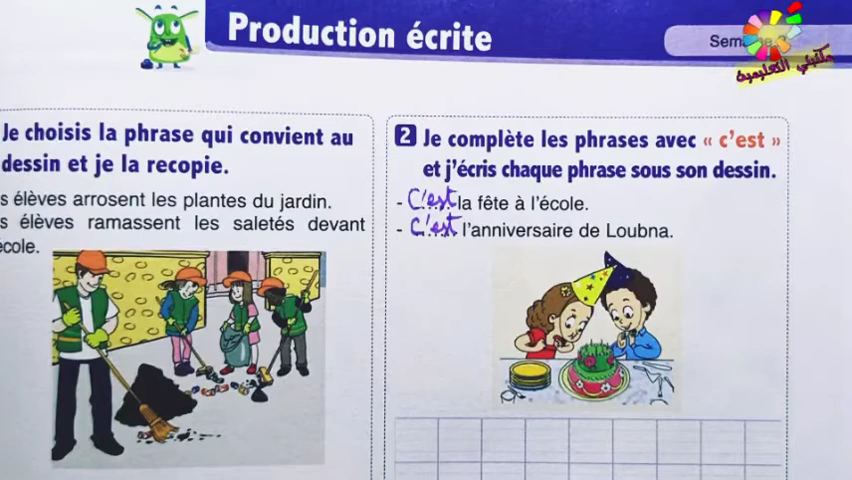 Production écrite
مكتبتي التعليمية
Je choisis la phrase qui convient au
dessin et je la recopie.
s élèves arrosent les plantes du jardin.
s élèves ramassent les saletés devant
école.
2 Je complète les phrases avec « c'est »
et j'écris chaque phrase sous son dessin.
- C'est la fête à l'école.
- C'est l'anniversaire de Loubna.